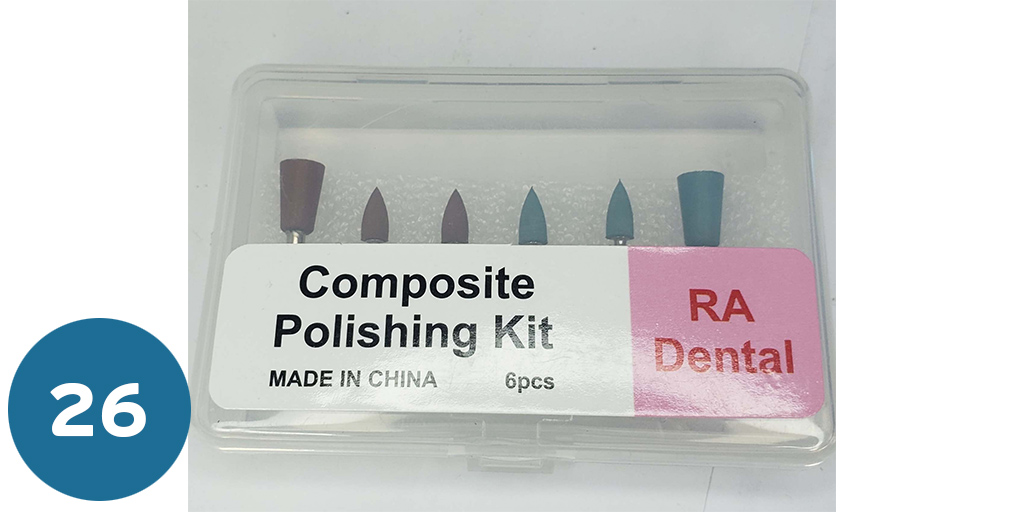 Composite
Polishing Kit
MADE IN CHINA 6pcs
RA
Dental
26